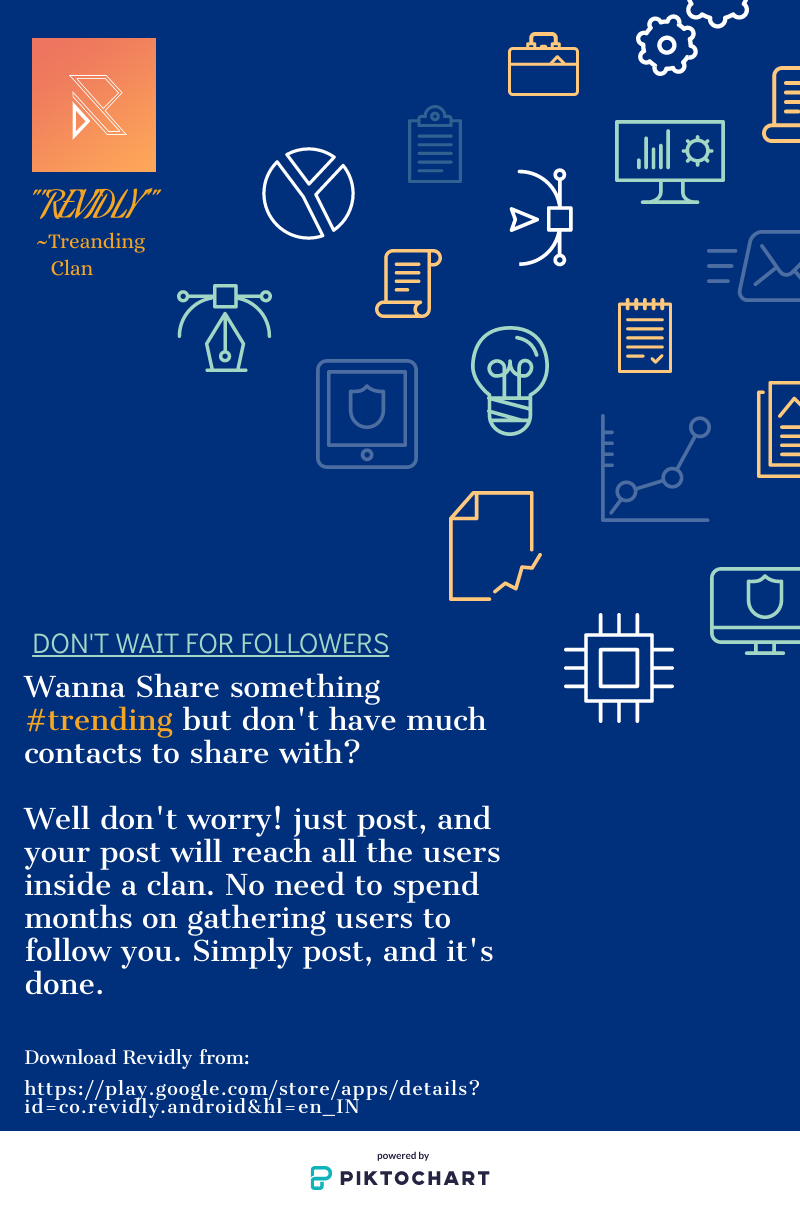 "'REVIDLY'"
~Treanding
Clan
DON'T WAIT FOR FOLLOWERS
Wanna Share something
#trending but don't have much
contacts to share with?
Well don't worry! just post, and
your post will reach all the users
inside a clan. No need to spend
months on gathering users to
follow you. Simply post, and it's
done.
Download Revidly from:
https://play.google.com/store/apps/details?
id=co.revidly.android&hl=en_IN
powered by
PIKTOCHART